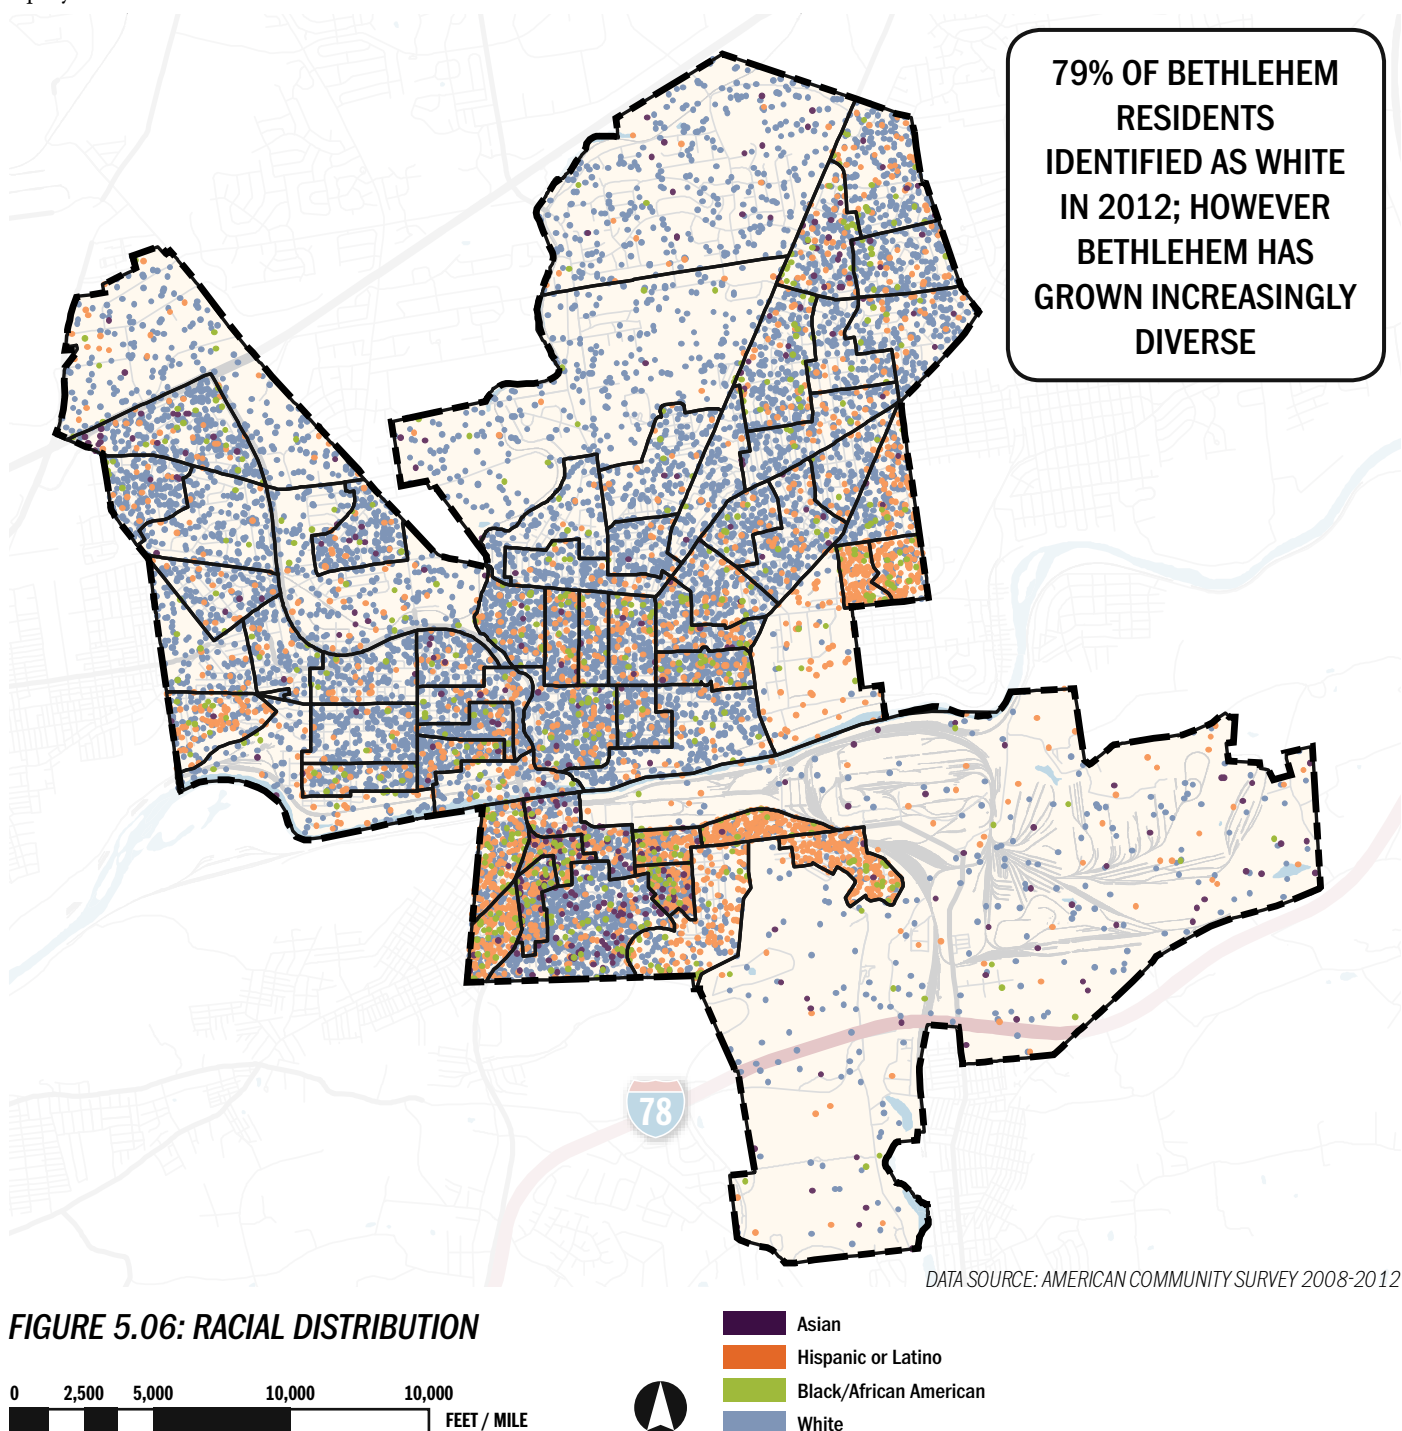 79% OF BETHLEHEM
RESIDENTS
IDENTIFIED AS WHITE
IN 2012; HOWEVER
BETHLEHEM HAS
GROWN INCREASINGLY
DIVERSE
78
DATA SOURCE: AMERICAN COMMUNITY SURVEY 2008-2012
FIGURE 5.06: RACIAL DISTRIBUTION
Asian
Hispanic or Latino
Black/African American
White
0 2,500 5,000 10,000 10,000
FEET / MILE